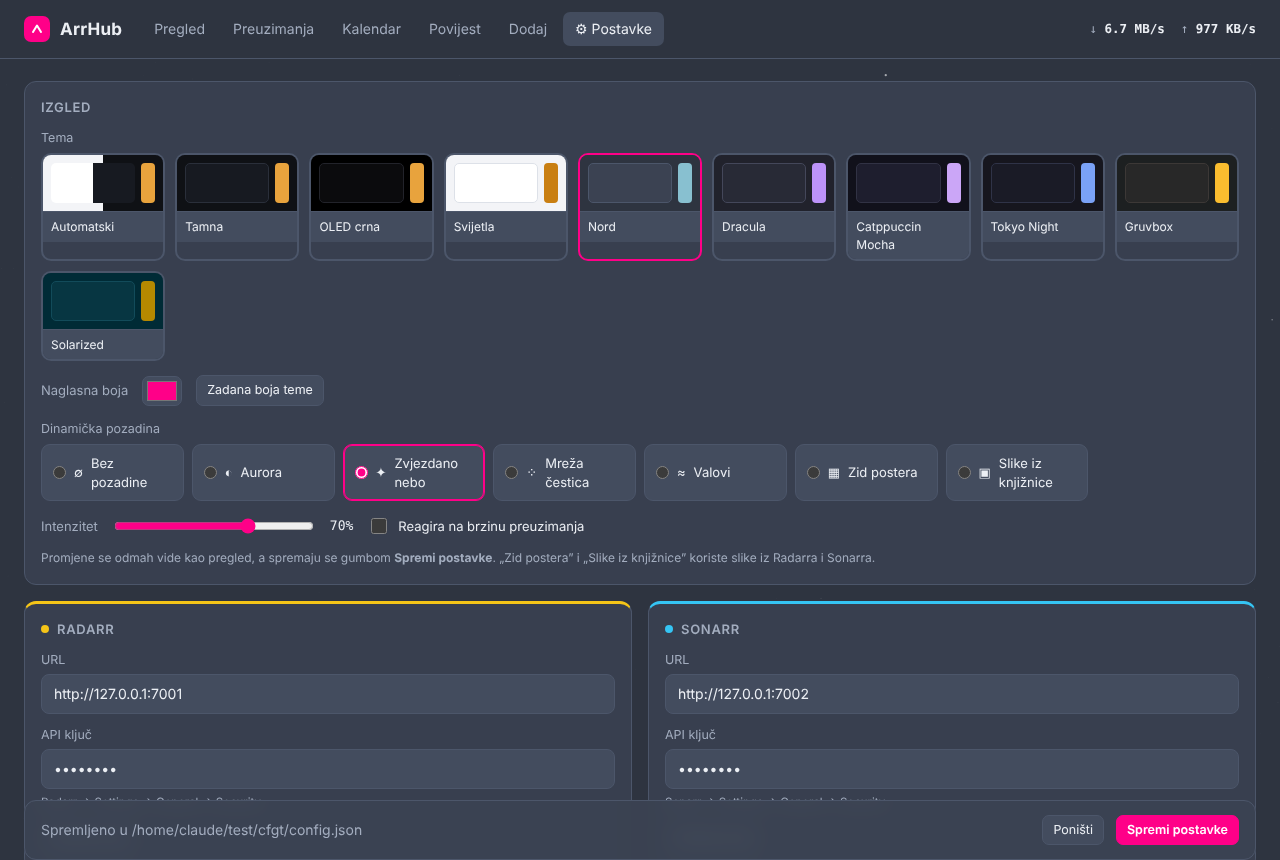 ArrHub Pregled Preuzimanja Kalendar Povijest Dodaj ⚙ Postavke ↓ 6.7 MB/s ↑ 977 KB/s
IZGLED
Tema
Automatski Tamna OLED crna Svijetla Nord Dracula Catppuccin Mocha Tokyo Night Gruvbox
Solarized
Naglasna boja Zadana boja teme
Dinamička pozadina
Bez pozadine Aurora Zvjezdano nebo Mreža čestica Valovi Zid postera Slike iz knjižnice
Intenzitet 70% Reagira na brzinu preuzimanja
Promjene se odmah vide kao pregled, a spremaju se gumbom Spremi postavke. „Zid postera” i „Slike iz knjižnice” koriste slike iz Radarra i Sonarra.
RADARR
URL
http://127.0.0.1:7001
API ključ
••••••••
SONARR
URL
http://127.0.0.1:7002
API ključ
••••••••
Spremljeno u /home/claude/test/cfgt/config.json Poništi Spremi postavke